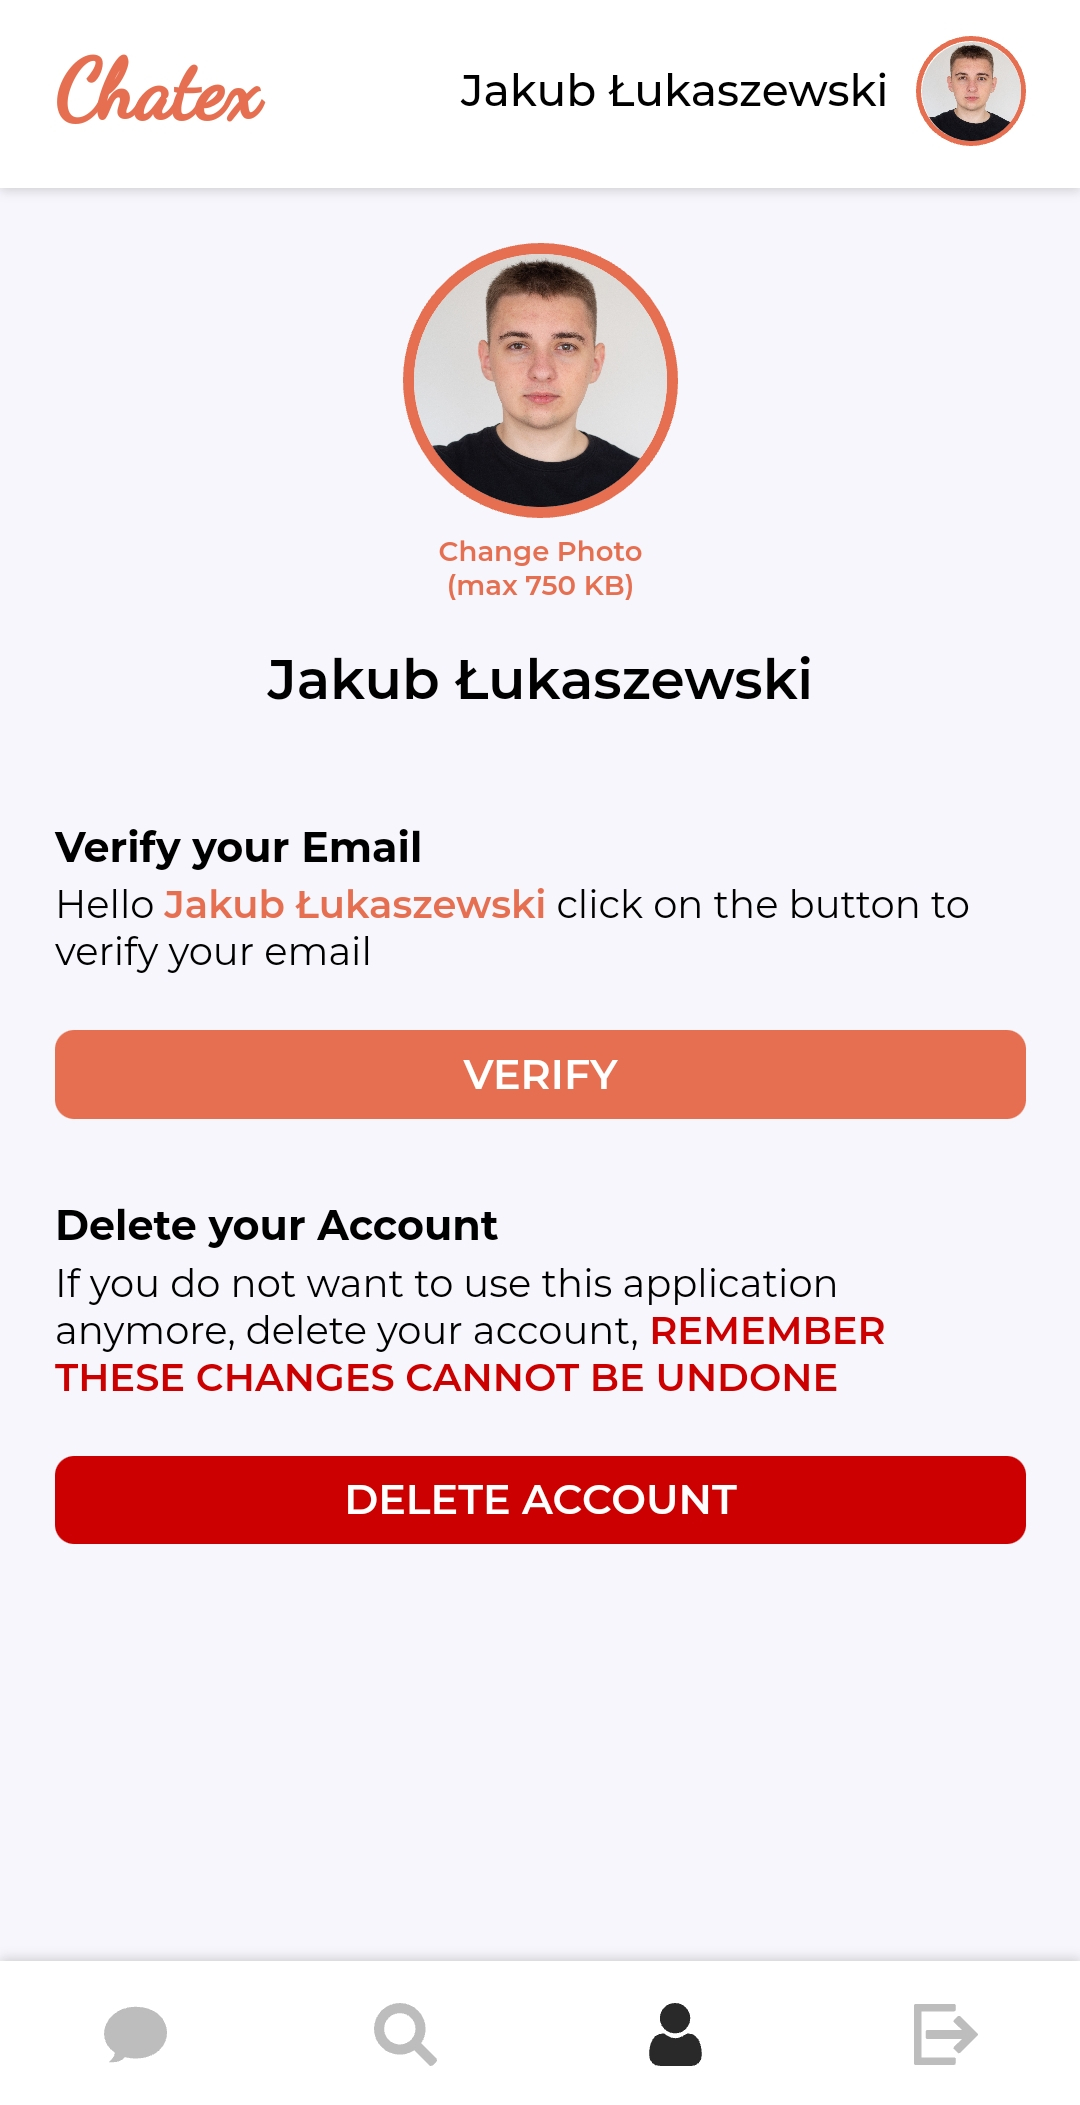 Chatex
Jakub Łukaszewski
Change Photo
(max 750 KB)
Jakub Łukaszewski
Verify your Email
Hello Jakub Łukaszewski click on the button to
verify your email
VERIFY
Delete your Account
If you do not want to use this application
anymore, delete your account, REMEMBER
THESE CHANGES CANNOT BE UNDONE
DELETE ACCOUNT